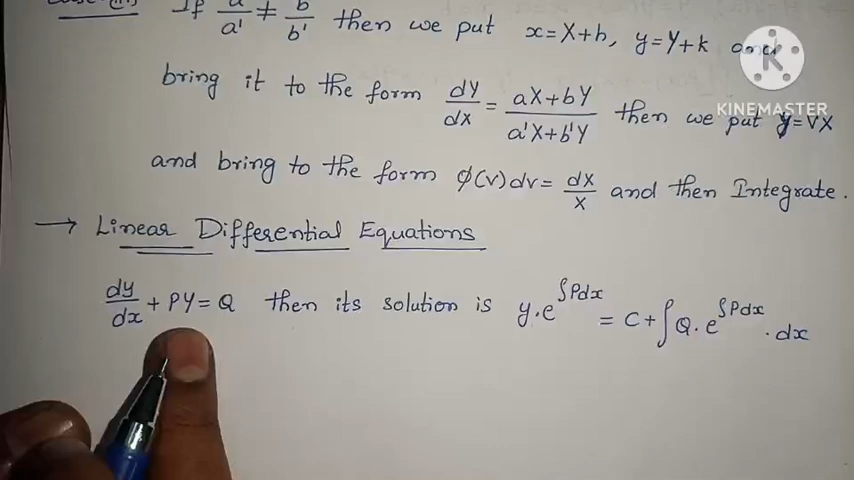 If a/a' ≠ b/b' then we put x=X+h, y=Y+k and
KINEMASTER
bring it to the form dY/dX = aX+bY/a'X+b'Y then we put y=VX
and bring to the form φ(v)dv= dX/X and then Integrate.
→ Linear Differential Equations
dy/dx + PY = Q then its solution is y.e^∫Pdx = C+∫Q.e^∫Pdx .dx